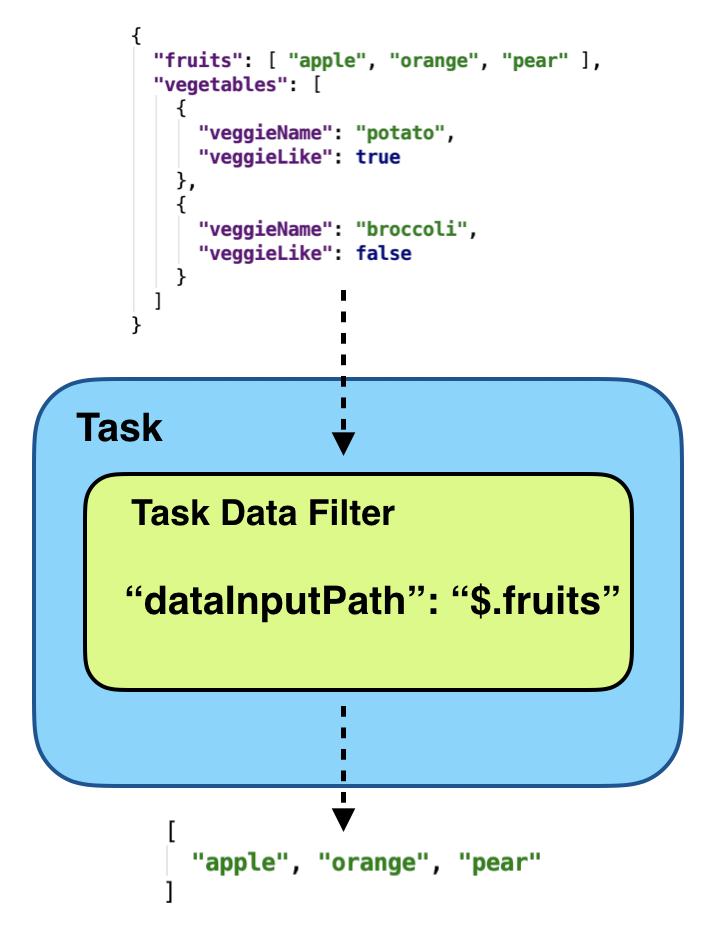 {
"fruits": [ "apple", "orange", "pear" ],
"vegetables": [
{
"veggieName": "potato",
"veggieLike": true
},
{
"veggieName": "broccoli",
"veggieLike": false
}
]
}
Task
Task Data Filter
“dataInputPath”: “$.fruits”
[
"apple", "orange", "pear"
]